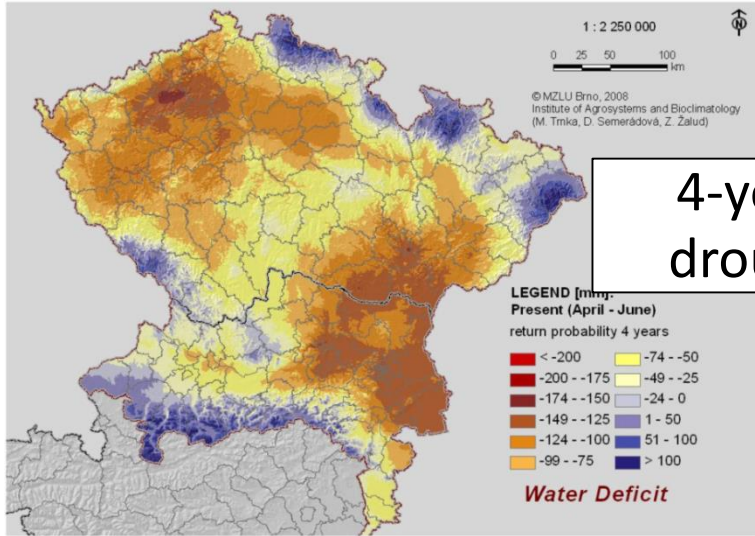 1 : 2 250 000
N
0 25 50 100
km
© MZLU Brno, 2008
Institute of Agrosystems and Bioclimatology
(M. Trnka, D. Semerádová, Z. Žalud)
4-ye
drou
LEGEND [mm]:
Present (April - June)
return probability 4 years
< -200
-200 - -175
-174 - -150
-149 - -125
-124 - -100
-99 - -75
-74 - -50
-49 - -25
-24 - 0
1 - 50
51 - 100
> 100
Water Deficit